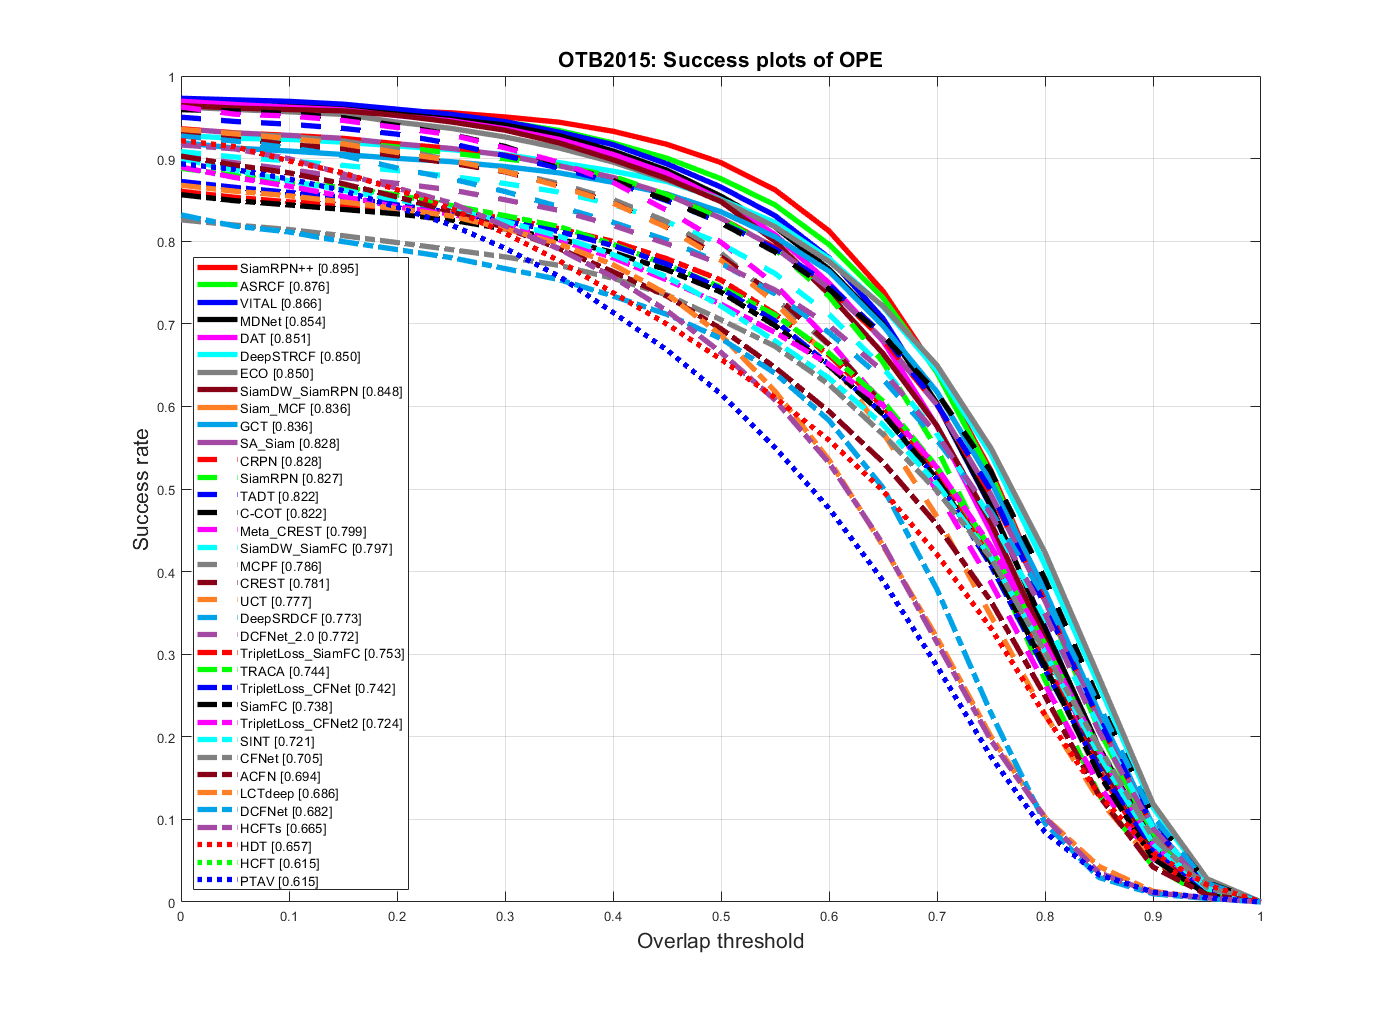 OTB2015: Success plots of OPE
1
0.9
0.8
0.7
0.6
0.5
0.4
0.3
0.2
0.1
0
Success rate
SiamRPN++ [0.895]
ASRCF [0.876]
VITAL [0.866]
MDNet [0.854]
DAT [0.851]
DeepSTRCF [0.850]
ECO [0.850]
SiamDW_SiamRPN [0.848]
Siam_MCF [0.836]
GCT [0.836]
SA_Siam [0.828]
CRPN [0.828]
SiamRPN [0.827]
TADT [0.822]
C-COT [0.822]
Meta_CREST [0.799]
SiamDW_SiamFC [0.797]
MCPF [0.786]
CREST [0.781]
UCT [0.777]
DeepSRDCF [0.773]
DCFNet_2.0 [0.772]
TripletLoss_SiamFC [0.753]
TRACA [0.744]
TripletLoss_CFNet [0.742]
SiamFC [0.738]
TripletLoss_CFNet2 [0.724]
SINT [0.721]
CFNet [0.705]
ACFN [0.694]
LCTdeep [0.686]
DCFNet [0.682]
HCFTs [0.665]
HDT [0.657]
HCFT [0.615]
PTAV [0.615]
0 0.1 0.2 0.3 0.4 0.5 0.6 0.7 0.8 0.9 1
Overlap threshold